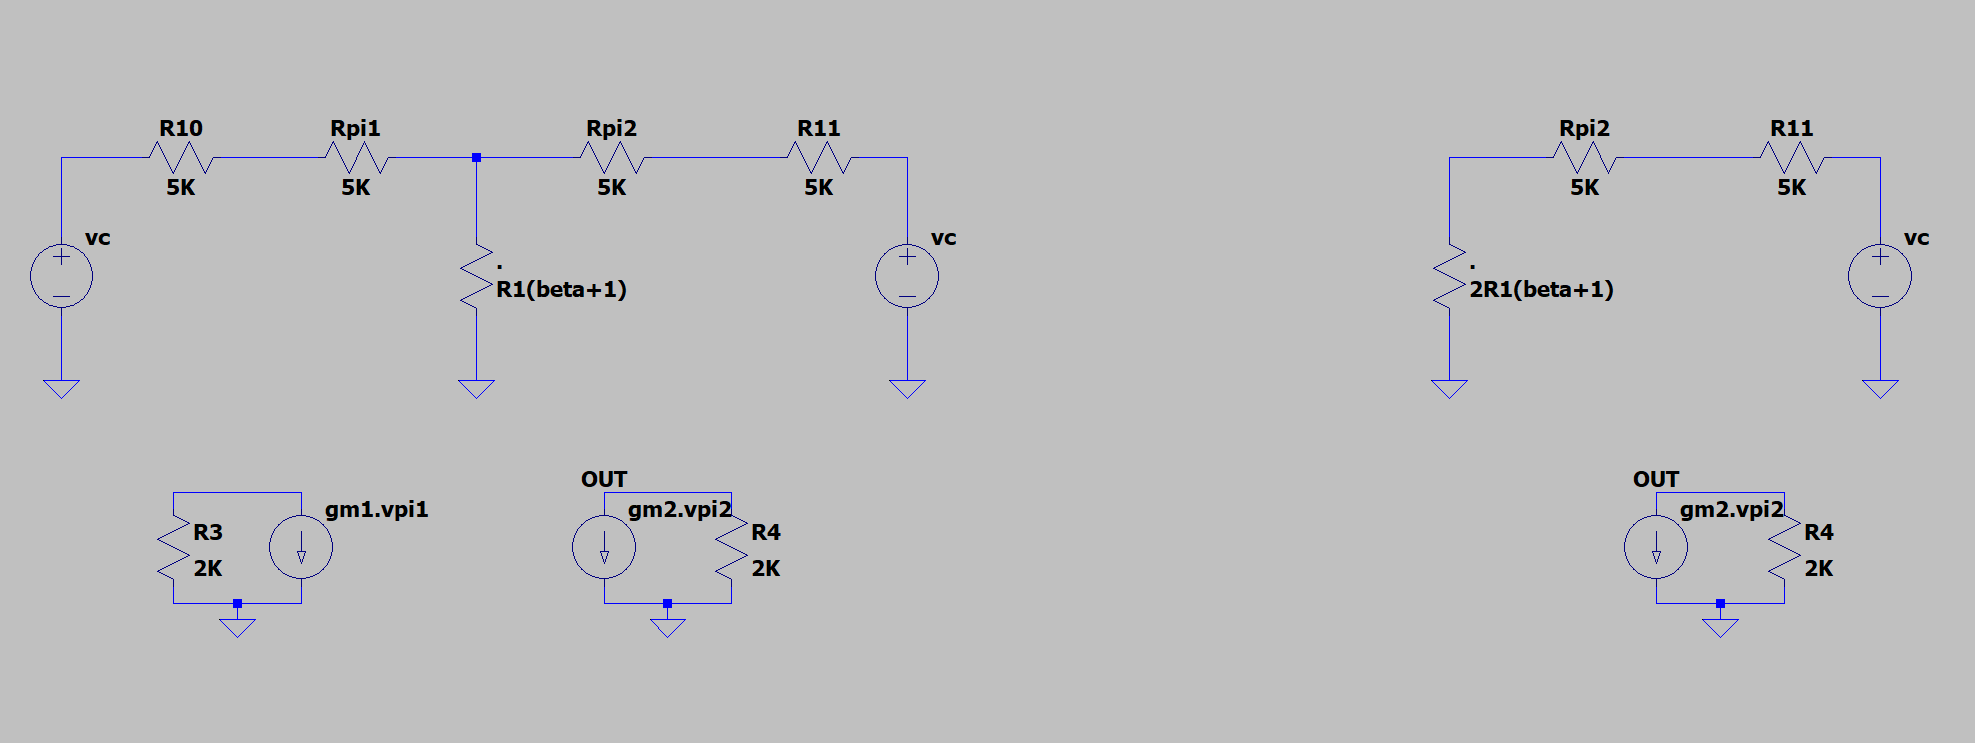 R10
Rpi1
Rpi2
R11
Rpi2
R11
5K
5K
5K
5K
5K
5K
vc
vc
vc
+
+
+
.
R1(beta+1)
.
2R1(beta+1)
OUT
OUT
gm1.vpi1
gm2.vpi2
gm2.vpi2
R3
R4
R4
2K
2K
2K